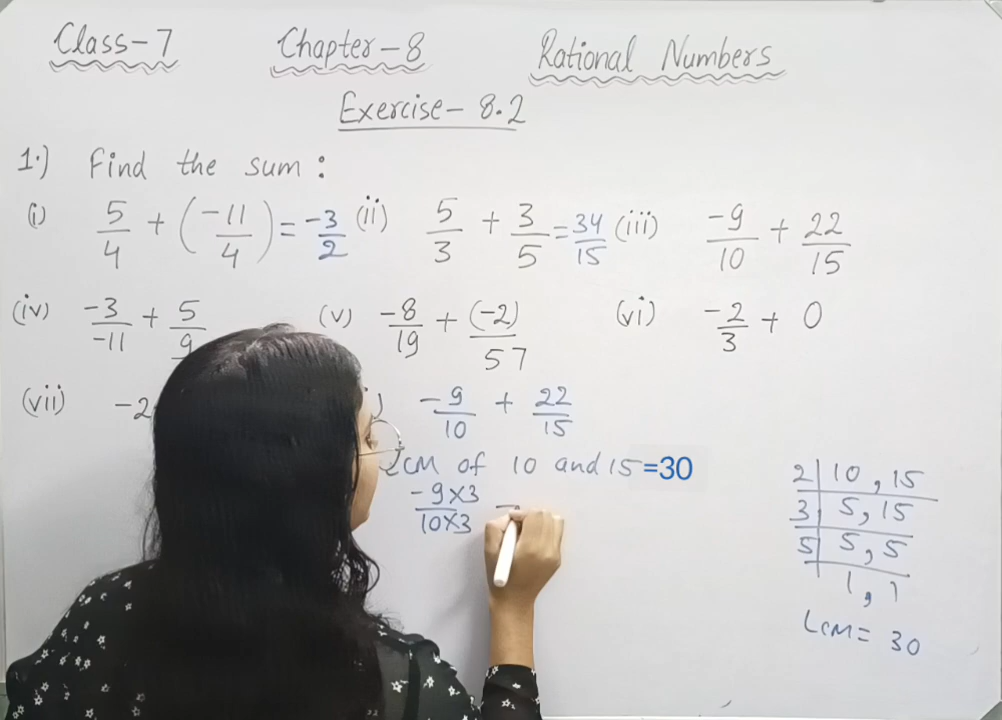 Class-7 Chapter-8 Rational Numbers
Exercise-8.2
1.) Find the sum:
(i) 5/4 + (-11/4) = -3/2 (ii) 5/3 + 3/5 = 34/15 (iii) -9/10 + 22/15
(iv) -3/-11 + 5/9 (v) -8/19 + (-2)/57 (vi) -2/3 + 0
(vii) -2
-9/10 + 22/15
LCM of 10 and 15 =30
-9×3/10×3
2 | 10, 15
3 | 5, 15
5 | 5, 5
1, 1
LCM = 30